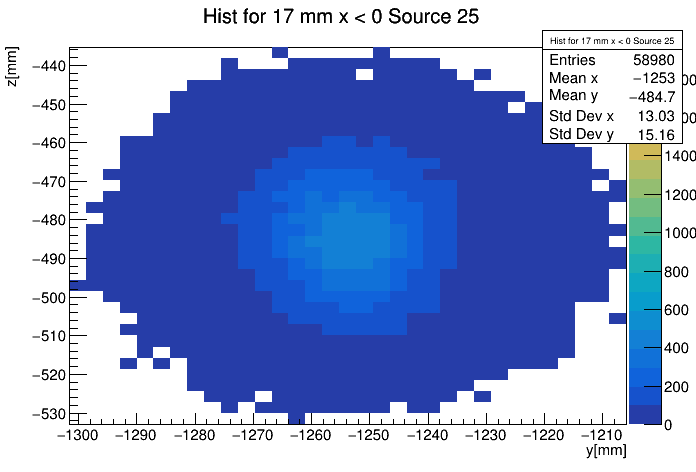 Hist for 17 mm x < 0 Source 25
z[mm]
Hist for 17 mm x < 0 Source 25
Entries 58980
Mean x −1253
Mean y −484.7
Std Dev x 13.03
Std Dev y 15.16
−440
−450
−460
−470
−480
−490
−500
−510
−520
−530
−1300 −1290 −1280 −1270 −1260 −1250 −1240 −1230 −1220 −1210
y[mm]
1400
1200
1000
800
600
400
200
0